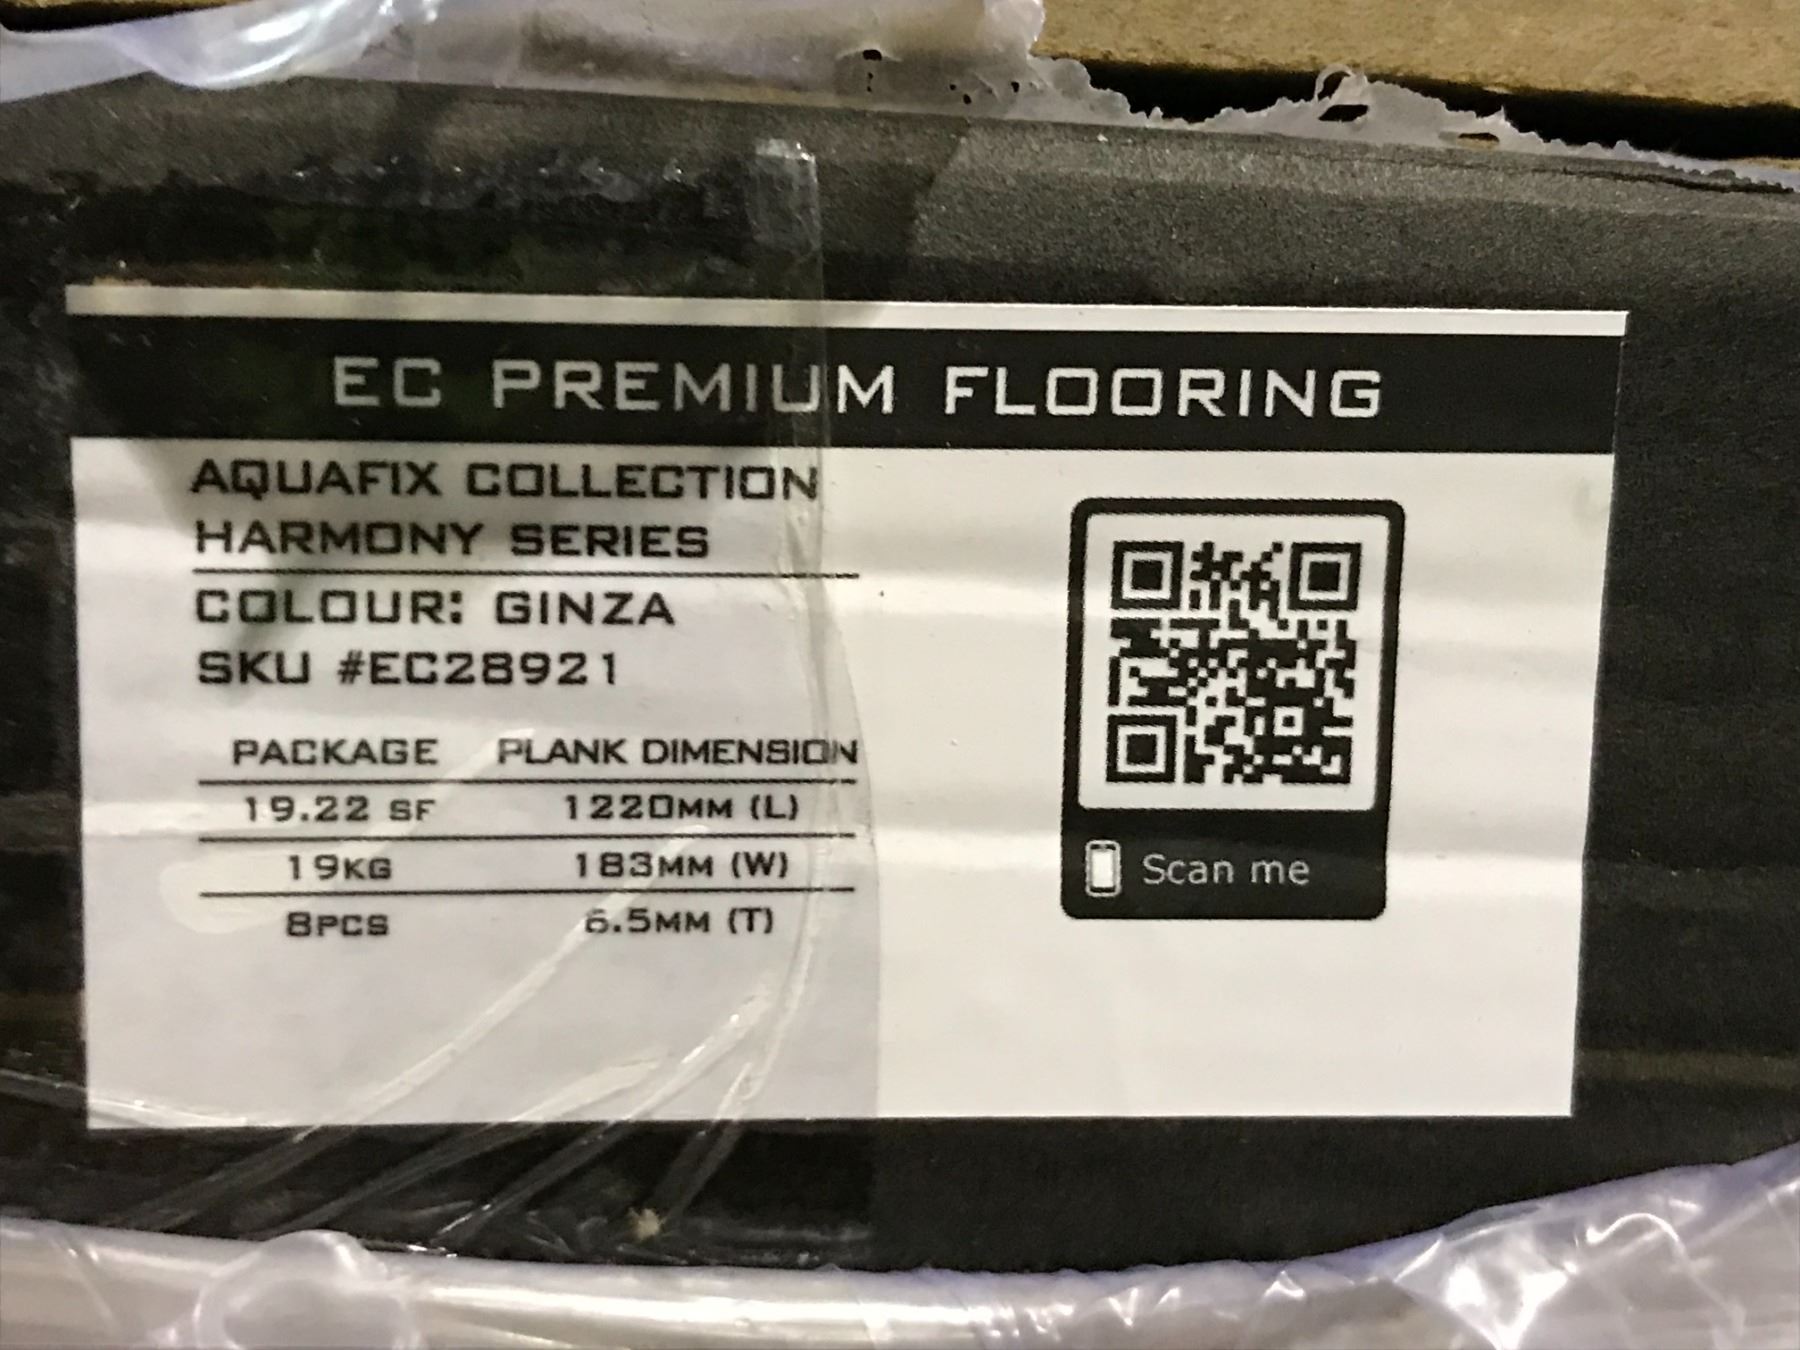 EC PREMIUM FLOORING
AQUAFIX COLLECTION
HARMONY SERIES
COLOUR: GINZA
SKU #EC28921
PACKAGE PLANK DIMENSION
19.22 SF 1220MM (L)
19KG 183MM (W)
8PCS 6.5MM (T)
Scan me